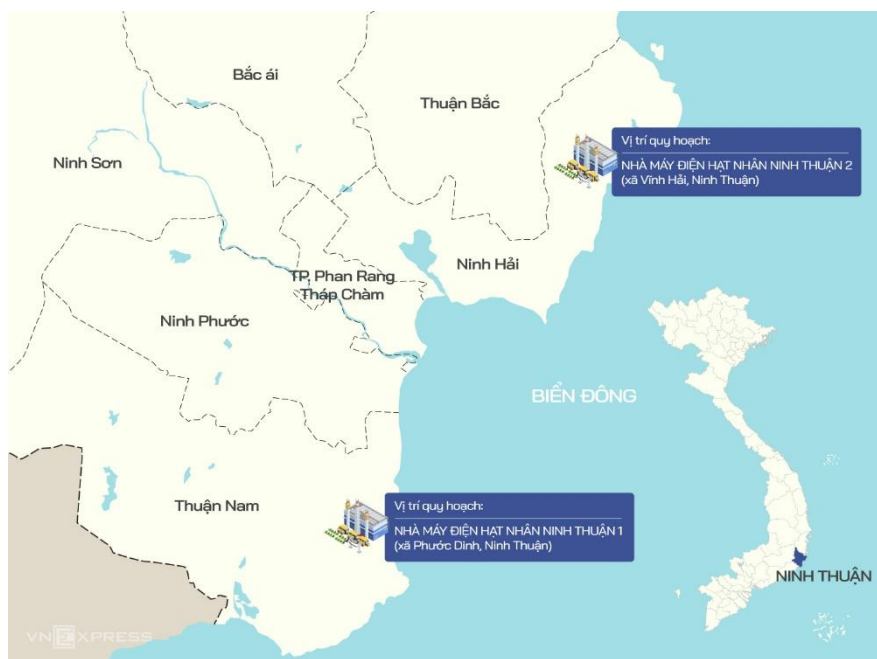 Bắc ái
Thuận Bắc
Vị trí quy hoạch:
NHÀ MÁY ĐIỆN HẠT NHÂN NINH THUẬN 2
(xã Vĩnh Hải, Ninh Thuận)
Ninh Sơn
Ninh Hải
TP. Phan Rang
Tháp Chàm
Ninh Phước
BIỂN ĐÔNG
Thuận Nam
Vị trí quy hoạch:
NHÀ MÁY ĐIỆN HẠT NHÂN NINH THUẬN 1
(xã Phước Dinh, Ninh Thuận)
NINH THUẬN
VNEXPRESS